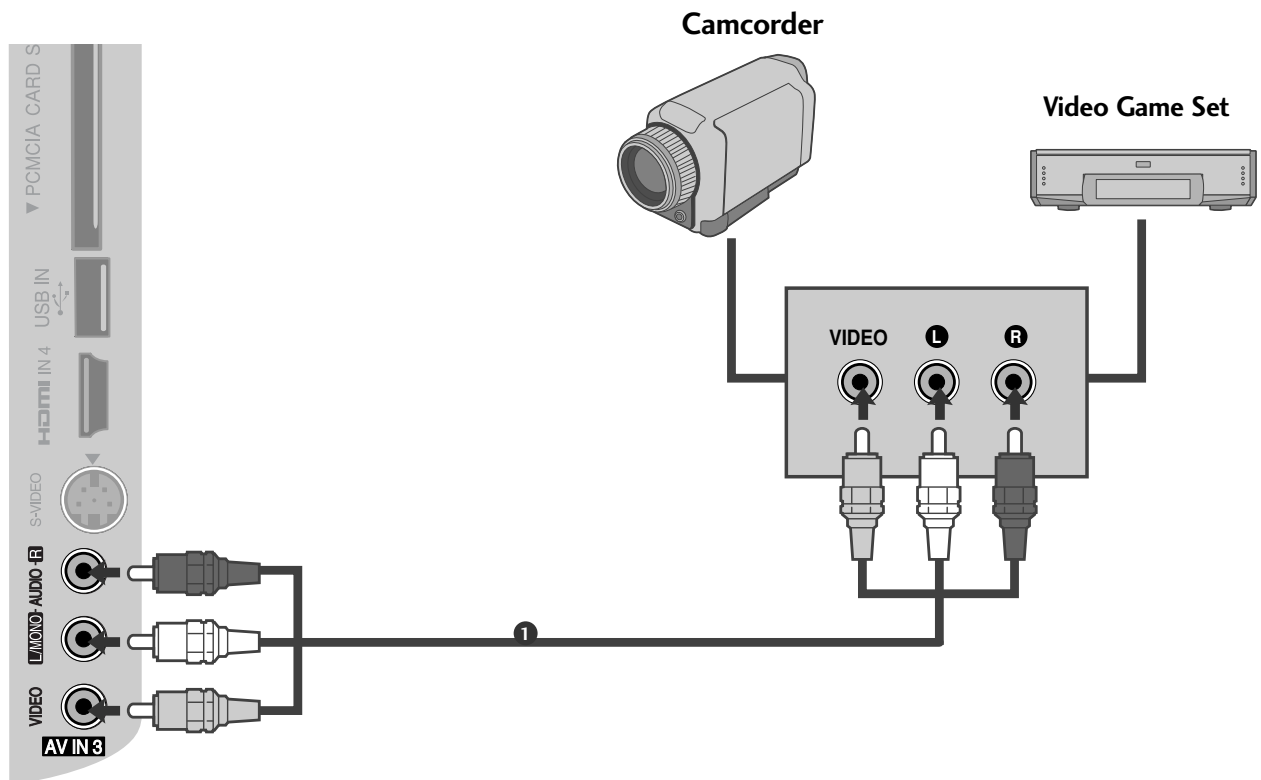 Camcorder
Video Game Set
▼ PCMCIA CARD S
USB IN
HDMI IN 4
S-VIDEO
L/MONO- AUDIO -R
VIDEO
AV IN 3
VIDEO L R
1